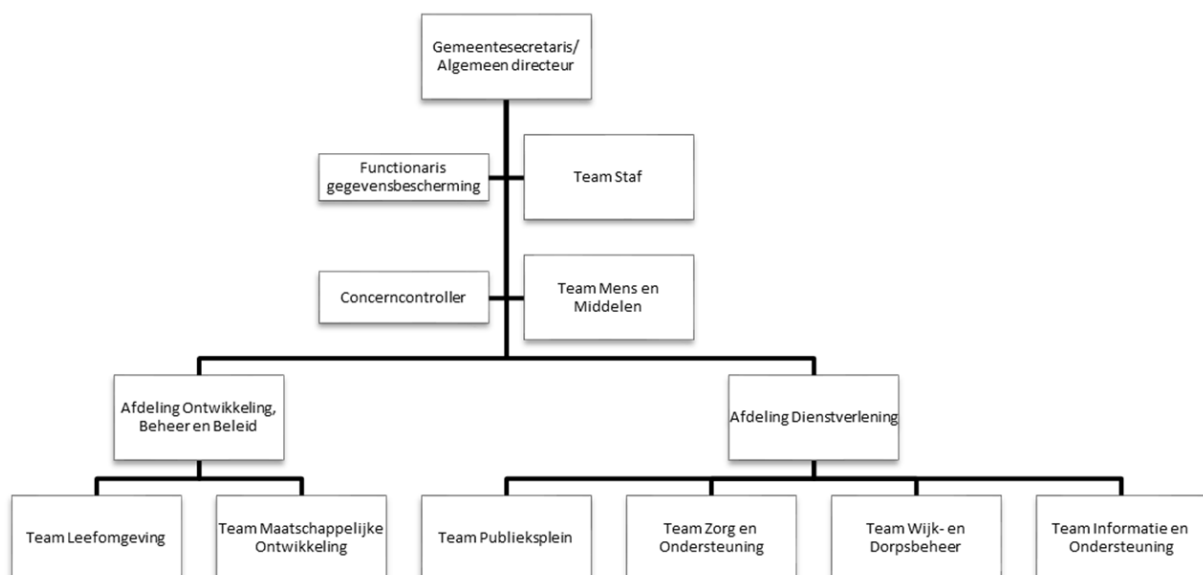 Gemeentesecretaris/
Algemeen directeur
Functionaris
gegevensbescherming
Team Staf
Concerncontroller
Team Mens en
Middelen
Afdeling Ontwikkeling,
Beheer en Beleid
Afdeling Dienstverlening
Team Leefomgeving
Team Maatschappelijke
Ontwikkeling
Team Publieksplein
Team Zorg en
Ondersteuning
Team Wijk- en
Dorpsbeheer
Team Informatie en
Ondersteuning